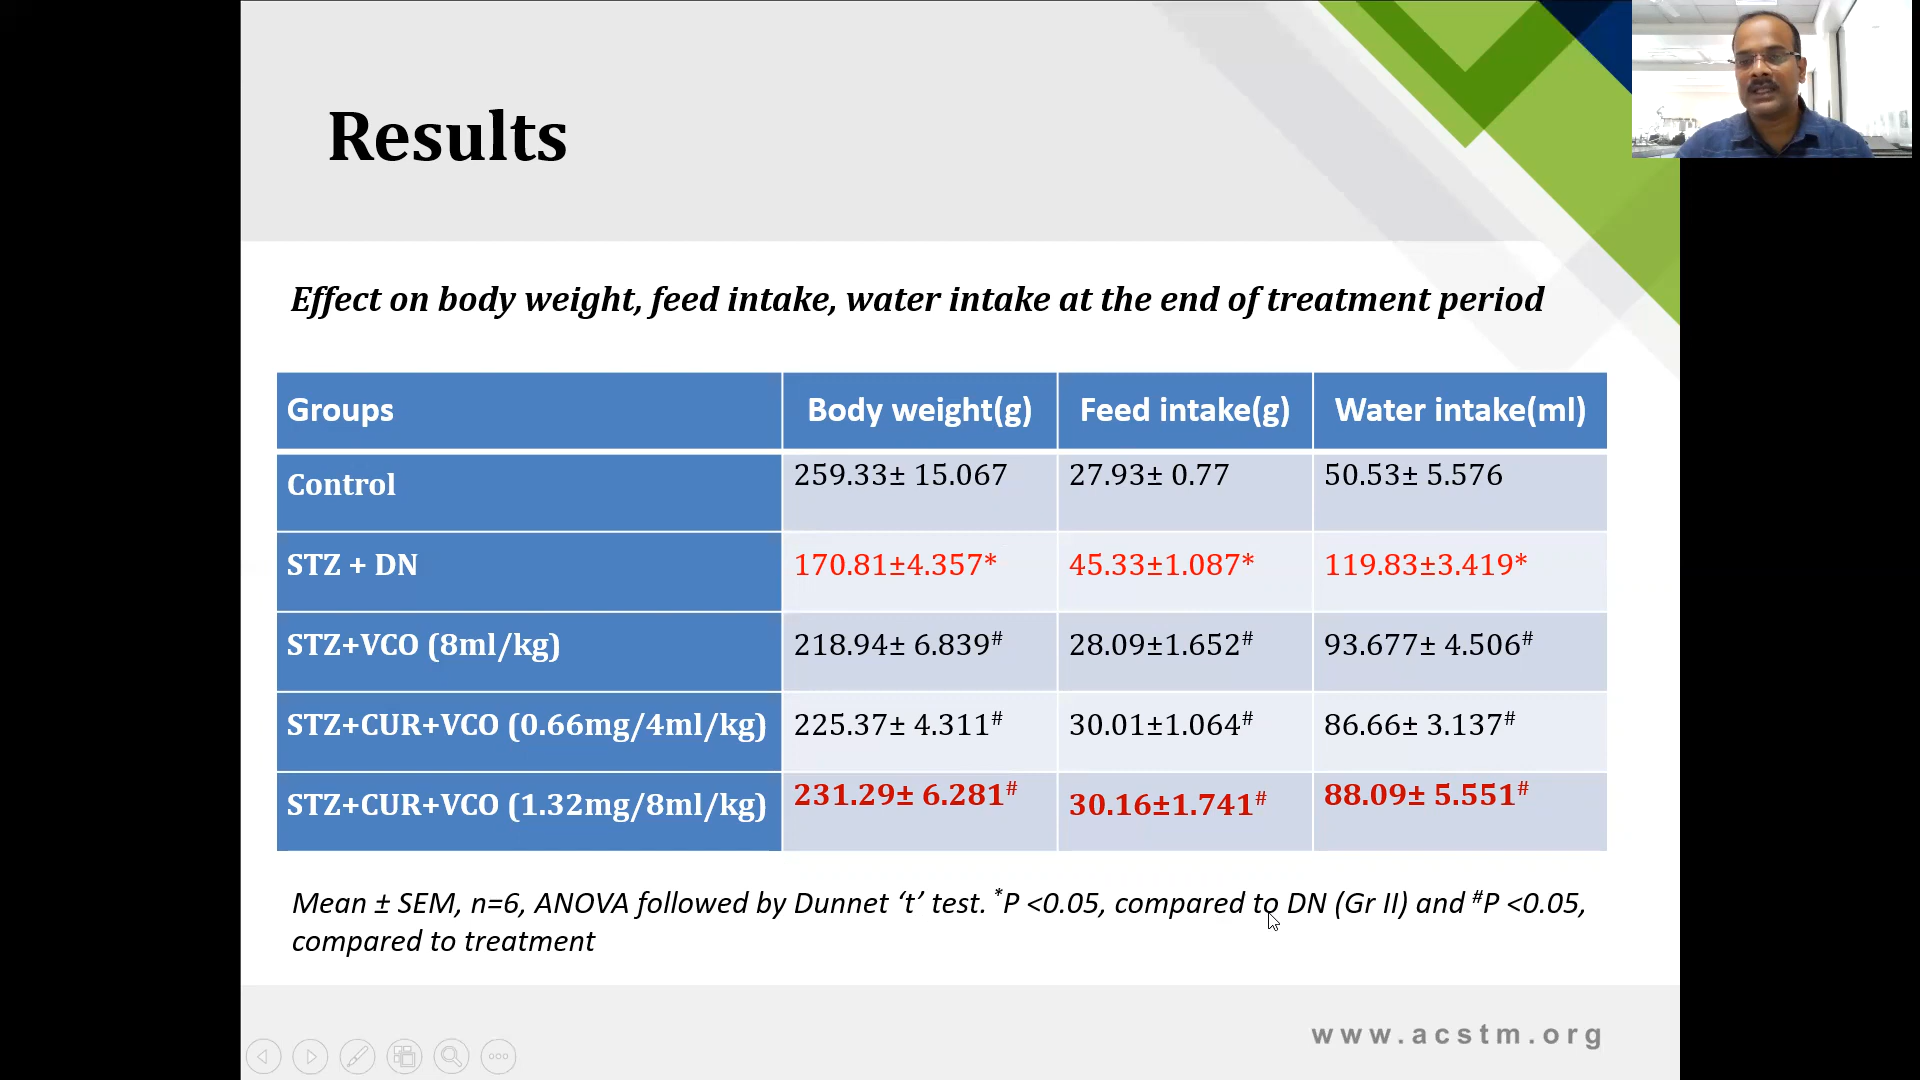 Results
Effect on body weight, feed intake, water intake at the end of treatment period
Groups Body weight(g) Feed intake(g) Water intake(ml)
Control 259.33± 15.067 27.93± 0.77 50.53± 5.576
STZ + DN 170.81±4.357* 45.33±1.087* 119.83±3.419*
STZ+VCO (8ml/kg) 218.94± 6.839# 28.09±1.652# 93.677± 4.506#
STZ+CUR+VCO (0.66mg/4ml/kg) 225.37± 4.311# 30.01±1.064# 86.66± 3.137#
STZ+CUR+VCO (1.32mg/8ml/kg) 231.29± 6.281# 30.16±1.741# 88.09± 5.551#
Mean ± SEM, n=6, ANOVA followed by Dunnet ‘t’ test. *P <0.05, compared to DN (Gr II) and #P <0.05,
compared to treatment
www.acstm.org